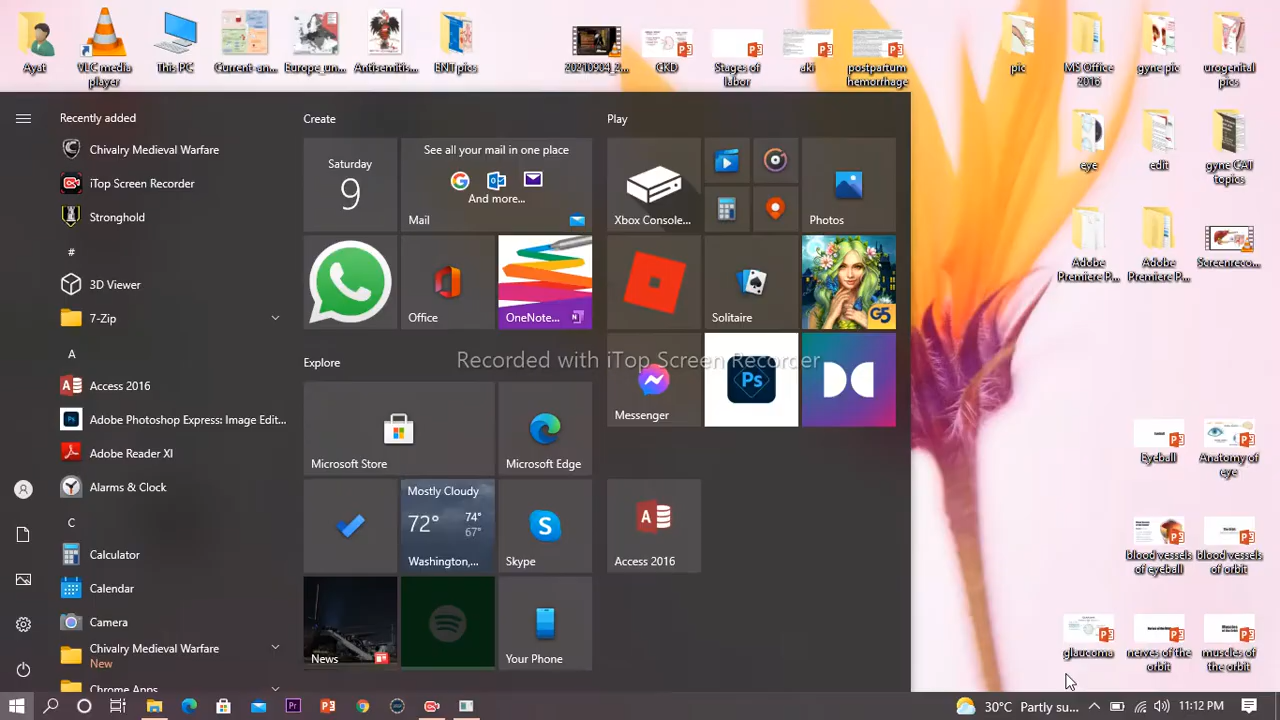 jyot
VLC media
player
This PC
Current-an...
Europe_un...
Antisemitis...
ENT pics
20210904_2...
CKD
Stages of
labor
aki
postpartum
hemorrhage
pic
MS Office
2016
gyne pic
urogenital
pics
eye
edit
gyne CAT
topics
Adobe
Premiere P...
Adobe
Premiere P...
Screenreco...
Eyeball
Anatomy of
eye
blood vessels
of eyeball
blood vessels
of orbit
glaucoma
nerves of the
orbit
muscles of
the orbit
Recently added
Chivalry Medieval Warfare
iTop Screen Recorder
Stronghold
#
3D Viewer
7-Zip
A
Access 2016
Adobe Photoshop Express: Image Edit...
Adobe Reader XI
Alarms & Clock
C
Calculator
Calendar
Camera
Chivalry Medieval Warfare
New
Chrome Apps
Create
Saturday
9
See all your mail in one place
And more...
Mail
Office
OneNote...
Explore
Microsoft Store
Microsoft Edge
Mostly Cloudy
72° 74°
67°
Washington,...
Skype
News
Your Phone
Play
Xbox Console...
Photos
Solitaire
G5
Messenger
Ps
Access 2016
Recorded with iTop Screen Recorder
30°C Partly su...
11:12 PM